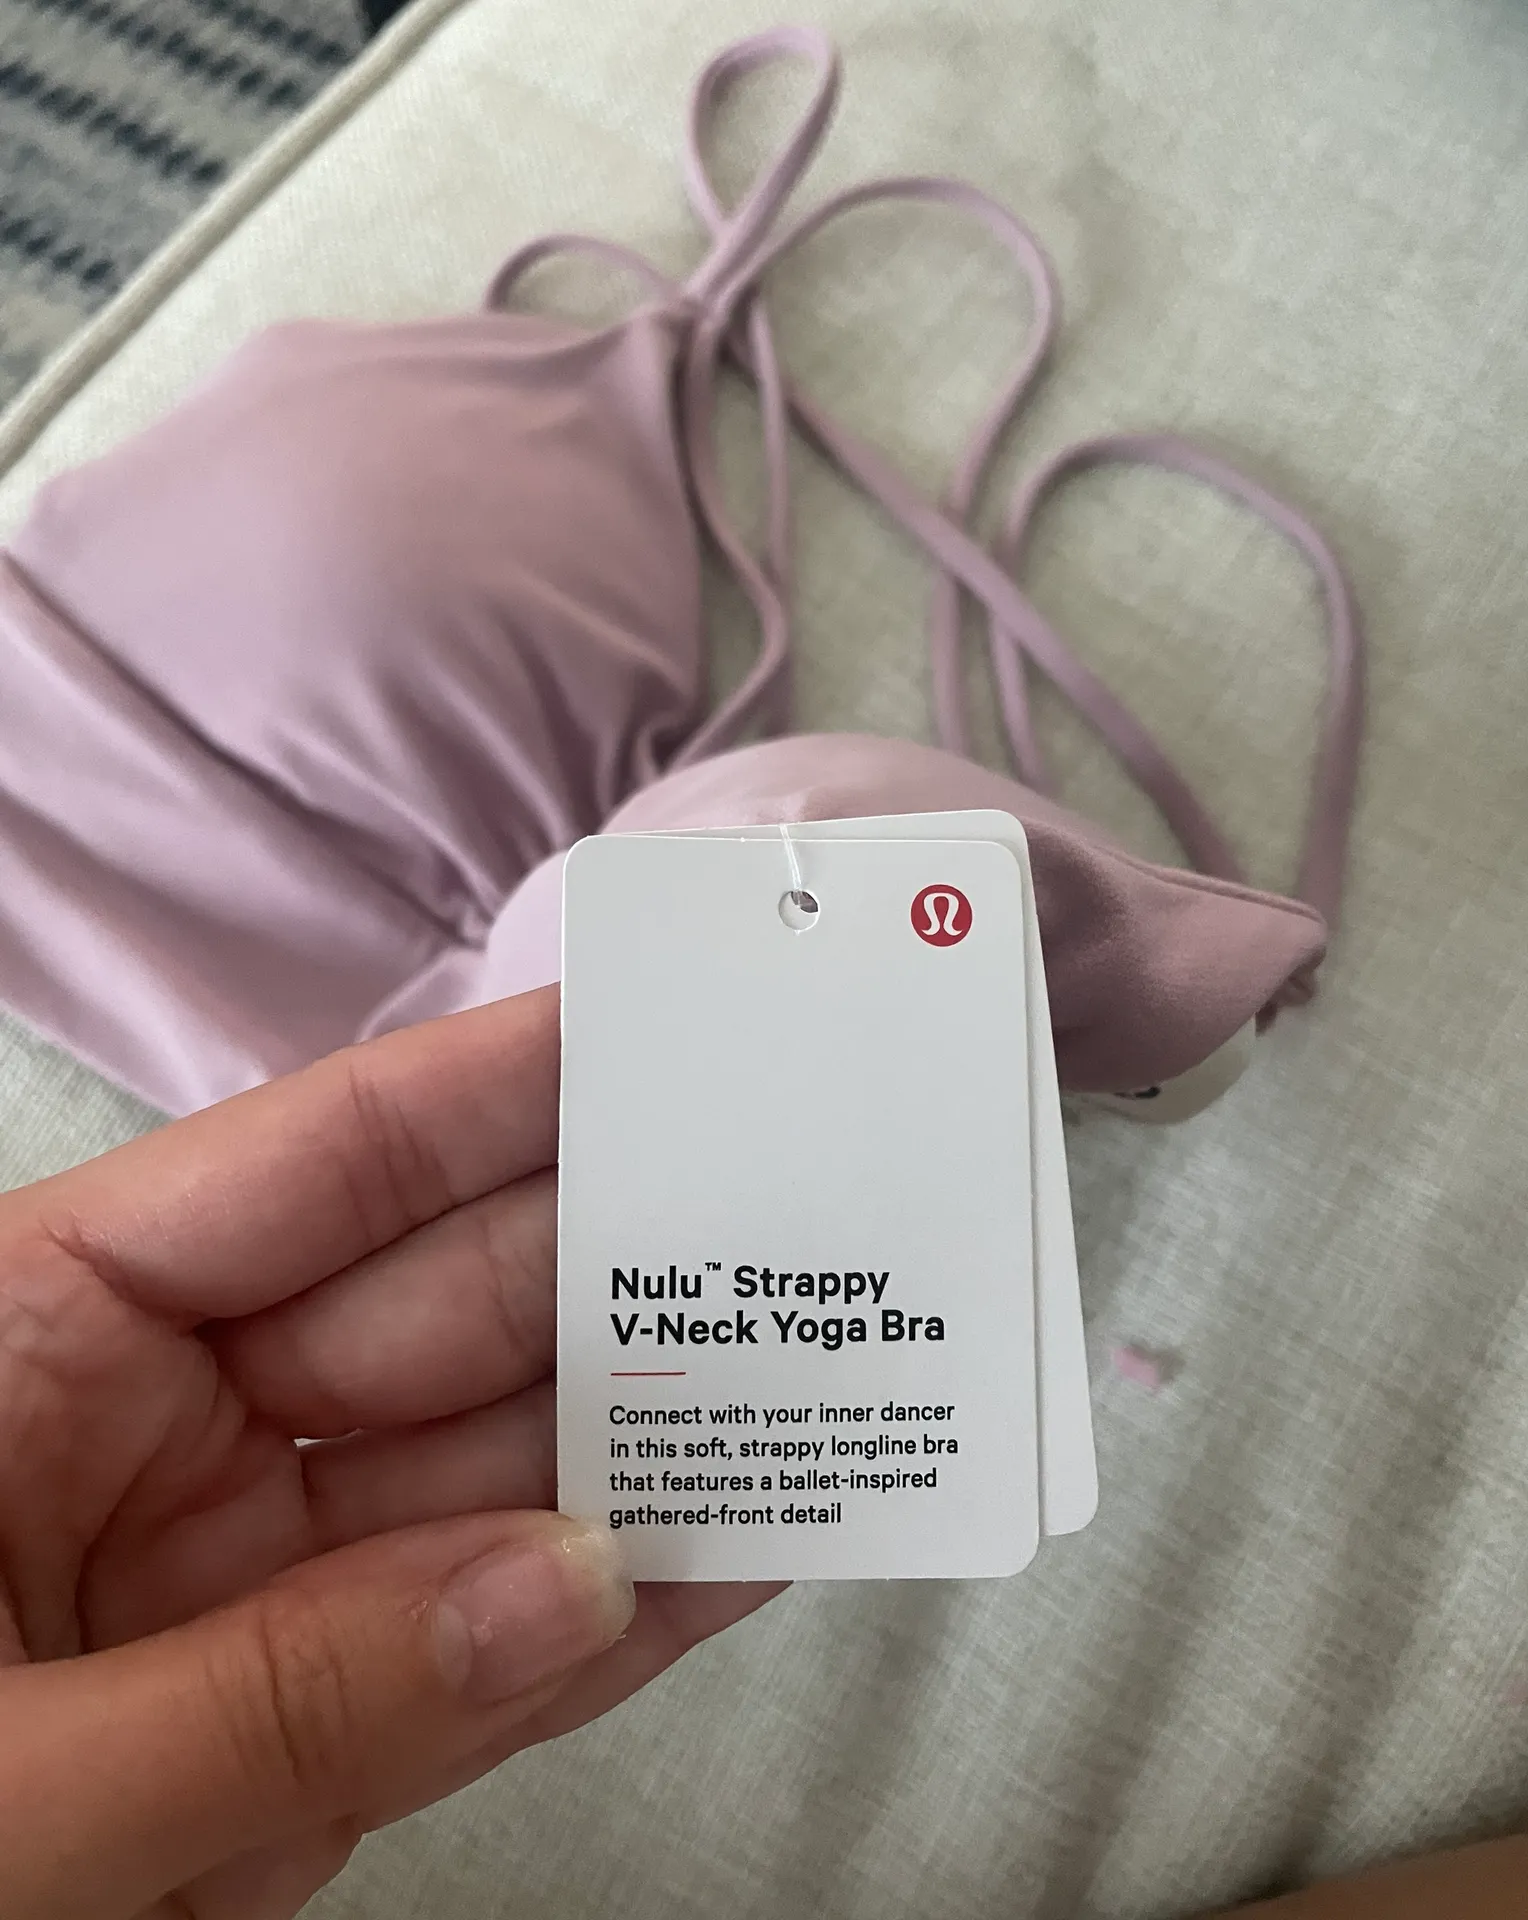 Nulu™ Strappy
V-Neck Yoga Bra
Connect with your inner dancer
in this soft, strappy longline bra
that features a ballet-inspired
gathered-front detail